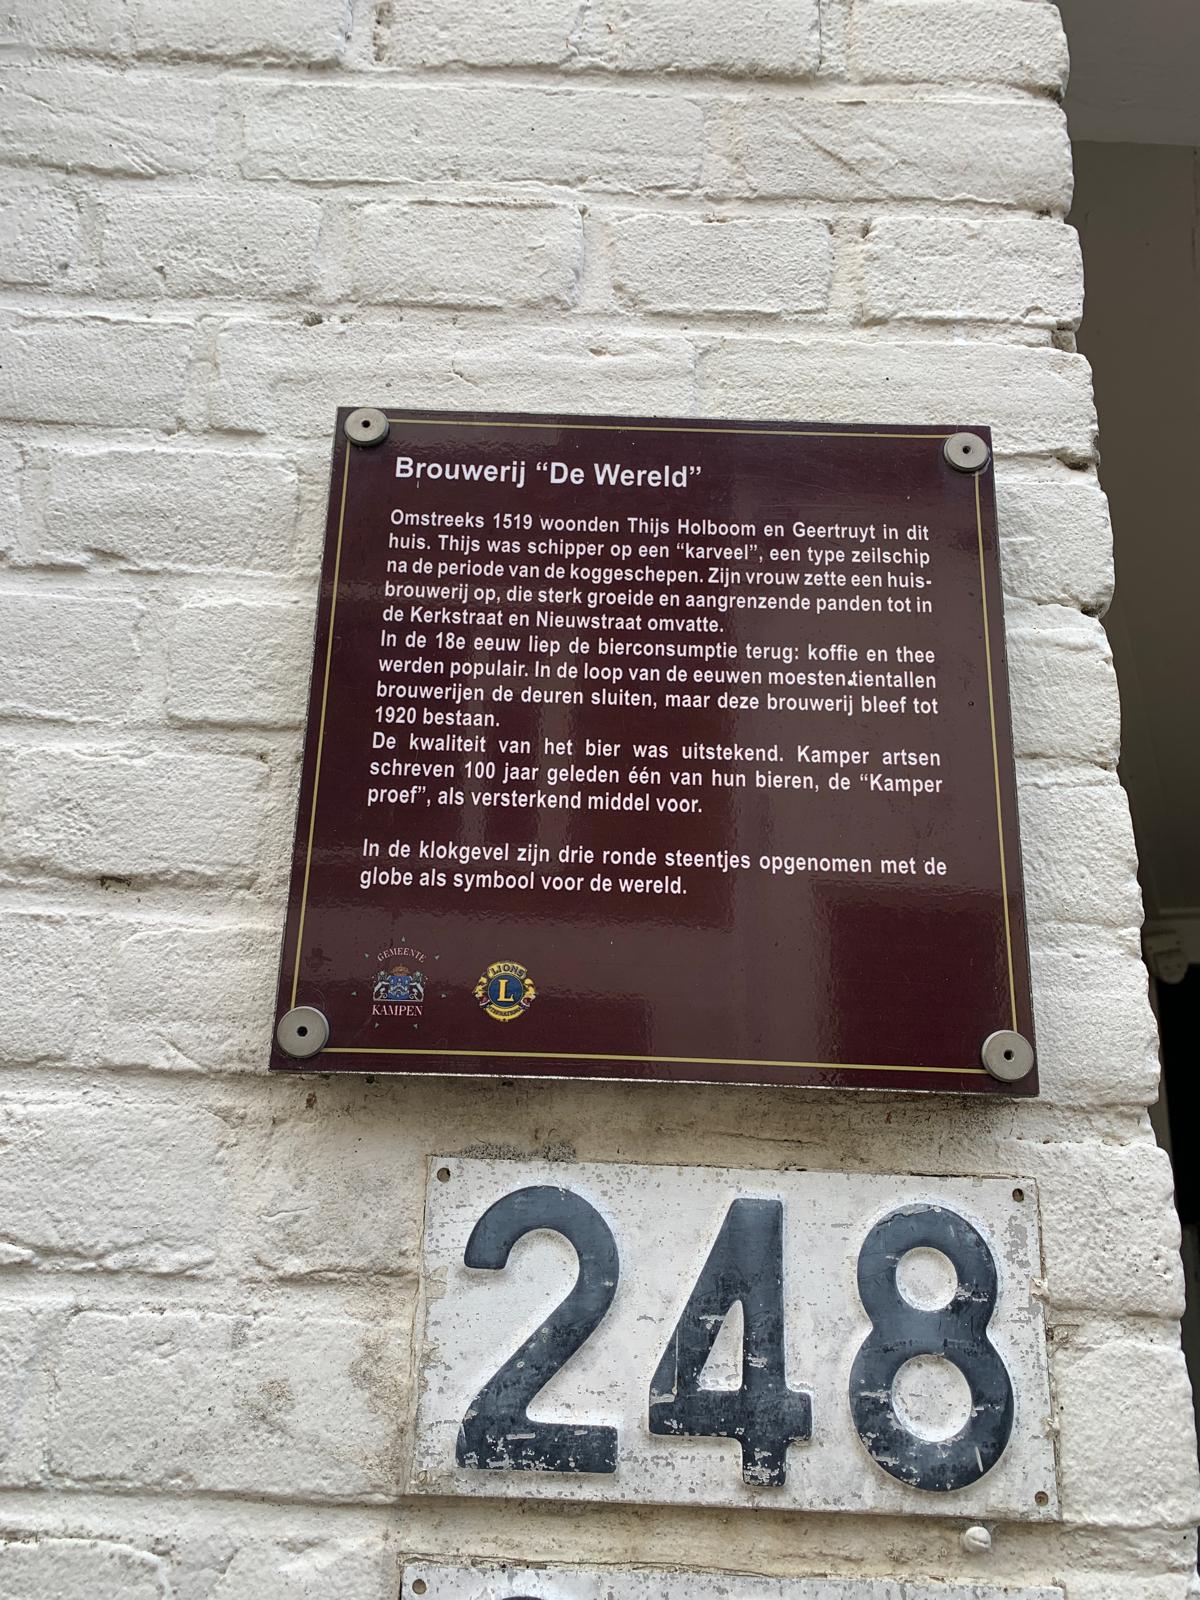 Brouwerij “De Wereld”
Omstreeks 1519 woonden Thijs Holboom en Geertruyt in dit
huis. Thijs was schipper op een “karveel”, een type zeilschip
na de periode van de koggeschepen. Zijn vrouw zette een huis-
brouwerij op, die sterk groeide en aangrenzende panden tot in
de Kerkstraat en Nieuwstraat omvatte.
In de 18e eeuw liep de bierconsumptie terug: koffie en thee
werden populair. In de loop van de eeuwen moesten tientallen
brouwerijen de deuren sluiten, maar deze brouwerij bleef tot
1920 bestaan.
De kwaliteit van het bier was uitstekend. Kamper artsen
schreven 100 jaar geleden één van hun bieren, de “Kamper
proef”, als versterkend middel voor.
In de klokgevel zijn drie ronde steentjes opgenomen met de
globe als symbool voor de wereld.
GEMEENTE
KAMPEN
LIONS
L
INTERNATIONAL
248